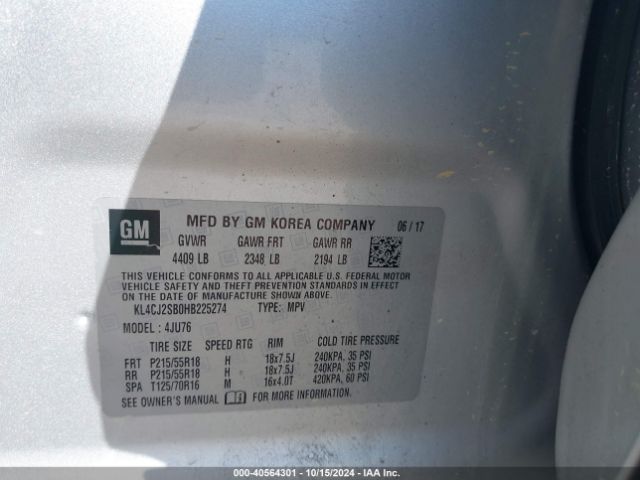 GM
MFD BY GM KOREA COMPANY 06/17
GVWR GAWR FRT GAWR RR
4409 LB 2348 LB 2194 LB
THIS VEHICLE CONFORMS TO ALL APPLICABLE U.S. FEDERAL MOTOR
VEHICLE SAFETY AND THEFT PREVENTION STANDARDS IN EFFECT ON
THE DATE OF MANUFACTURE SHOWN ABOVE.
KL4CJ2SB0HB225274 TYPE: MPV
MODEL: 4JU76
TIRE SIZE SPEED RTG RIM COLD TIRE PRESSURE
FRT P215/55R18 H 18x7.5J 240KPA, 35 PSI
RR P215/55R18 H 18x7.5J 240KPA, 35 PSI
SPA T125/70R16 M 16x4.0T 420KPA, 60 PSI
SEE OWNER'S MANUAL FOR MORE INFORMATION.
000-40564301 | 10/15/2024 | IAA Inc.